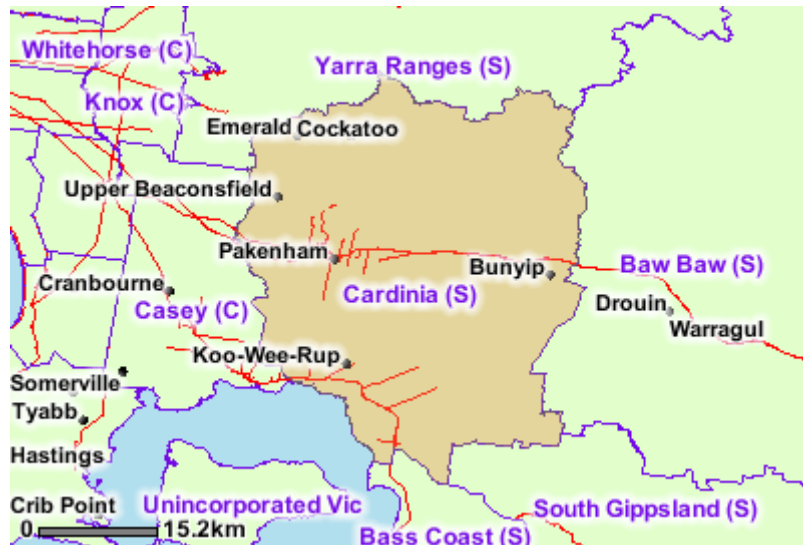 Whitehorse (C)
Yarra Ranges (S)
Knox (C)
Emerald
Cockatoo
Upper Beaconsfield
Pakenham
Bunyip
Baw Baw (S)
Cranbourne
Casey (C)
Cardinia (S)
Drouin
Warragul
Koo-Wee-Rup
Somerville
Tyabb
Hastings
Crib Point
Unincorporated Vic
South Gippsland (S)
0
15.2km
Bass Coast (S)